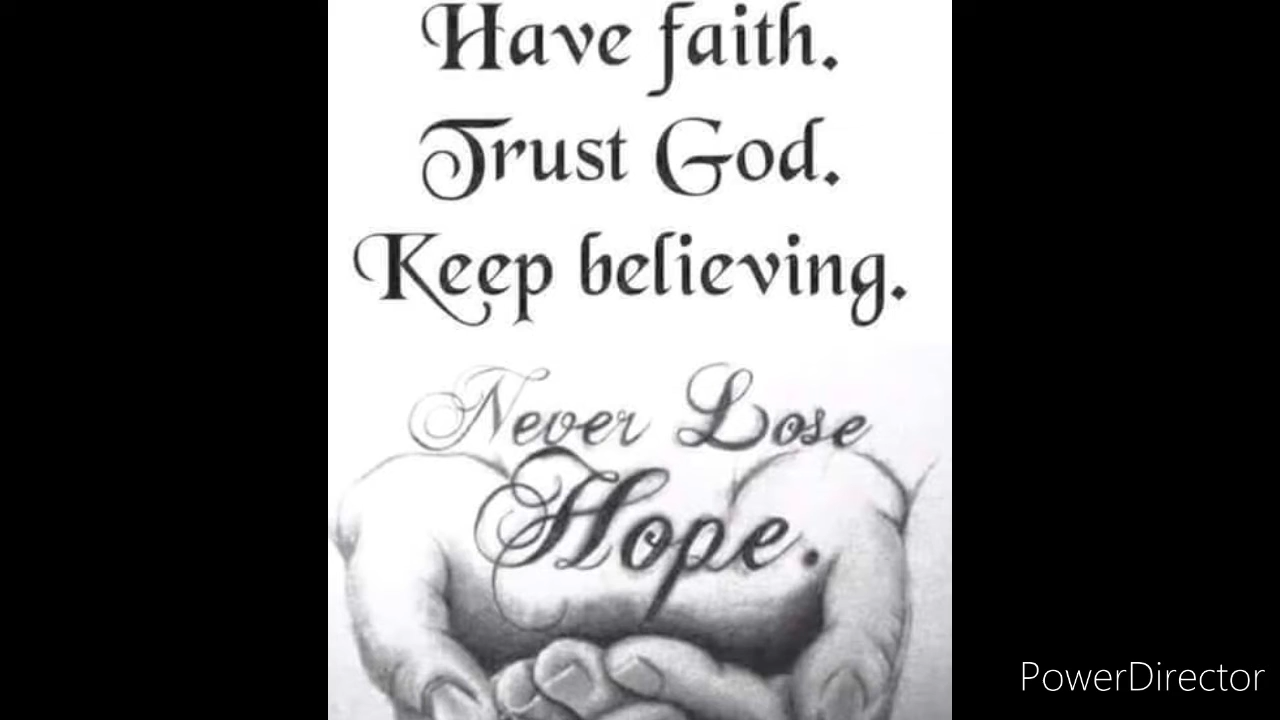 Have faith.
Trust God.
Keep believing.
Never Lose
Hope.
PowerDirector